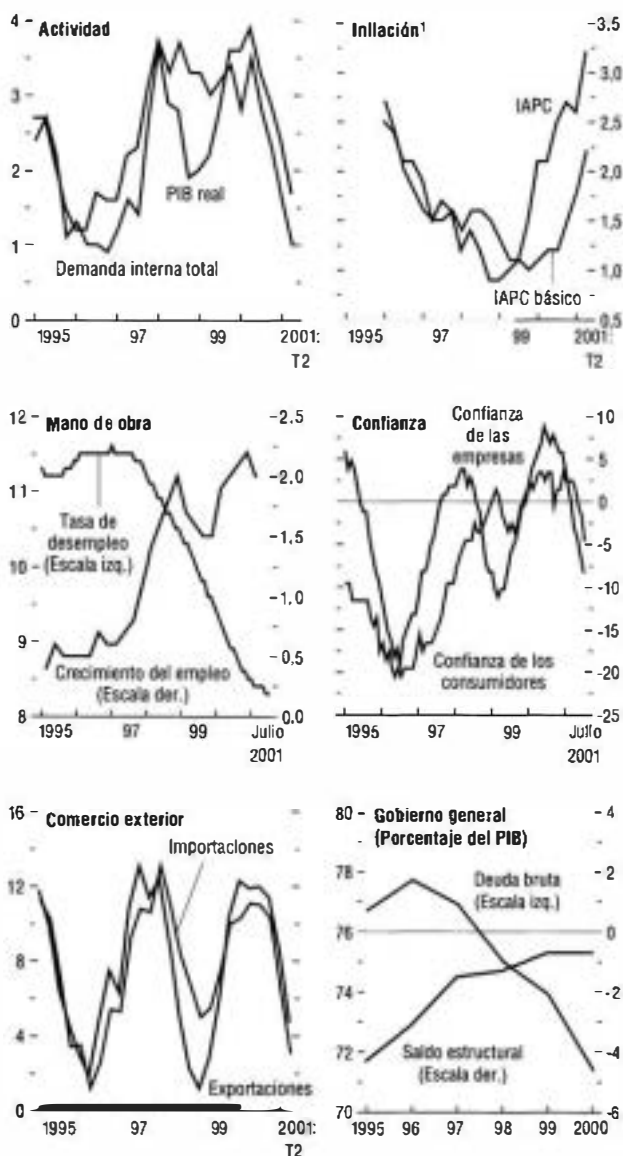 Actividad
4
3
2
1
0
PIB real
Demanda interna total
1995 97 99 2001:
T2
Inllación¹
3,5
3,0
2,5
2,0
1,5
1,0
0,5
IAPC
IAPC básico
1995 97 99 2001:
T2
Mano de obra
12
11
10
9
8
2.5
2.0
1.5
1.0
0.5
0.0
Tasa de
desempleo
(Escala izq.)
Crecimiento del empleo
(Escala der.)
1995 97 99 Julio
2001
Confianza
Confianza
de las
empresas
10
5
0
-5
-10
-15
-20
-25
Confianza de los
consumidores
1995 97 99 Julio
2001
Comercio exterior
16
12
8
4
0
Importaciones
Exportaciones
1995 97 99 2001:
T2
Gobierno general
(Porcentaje del PIB)
80
78
76
74
72
70
4
2
0
-2
-4
-6
Deuda bruta
(Escala izq.)
Saldo estructural
(Escala der.)
1995 96 97 98 99 2000